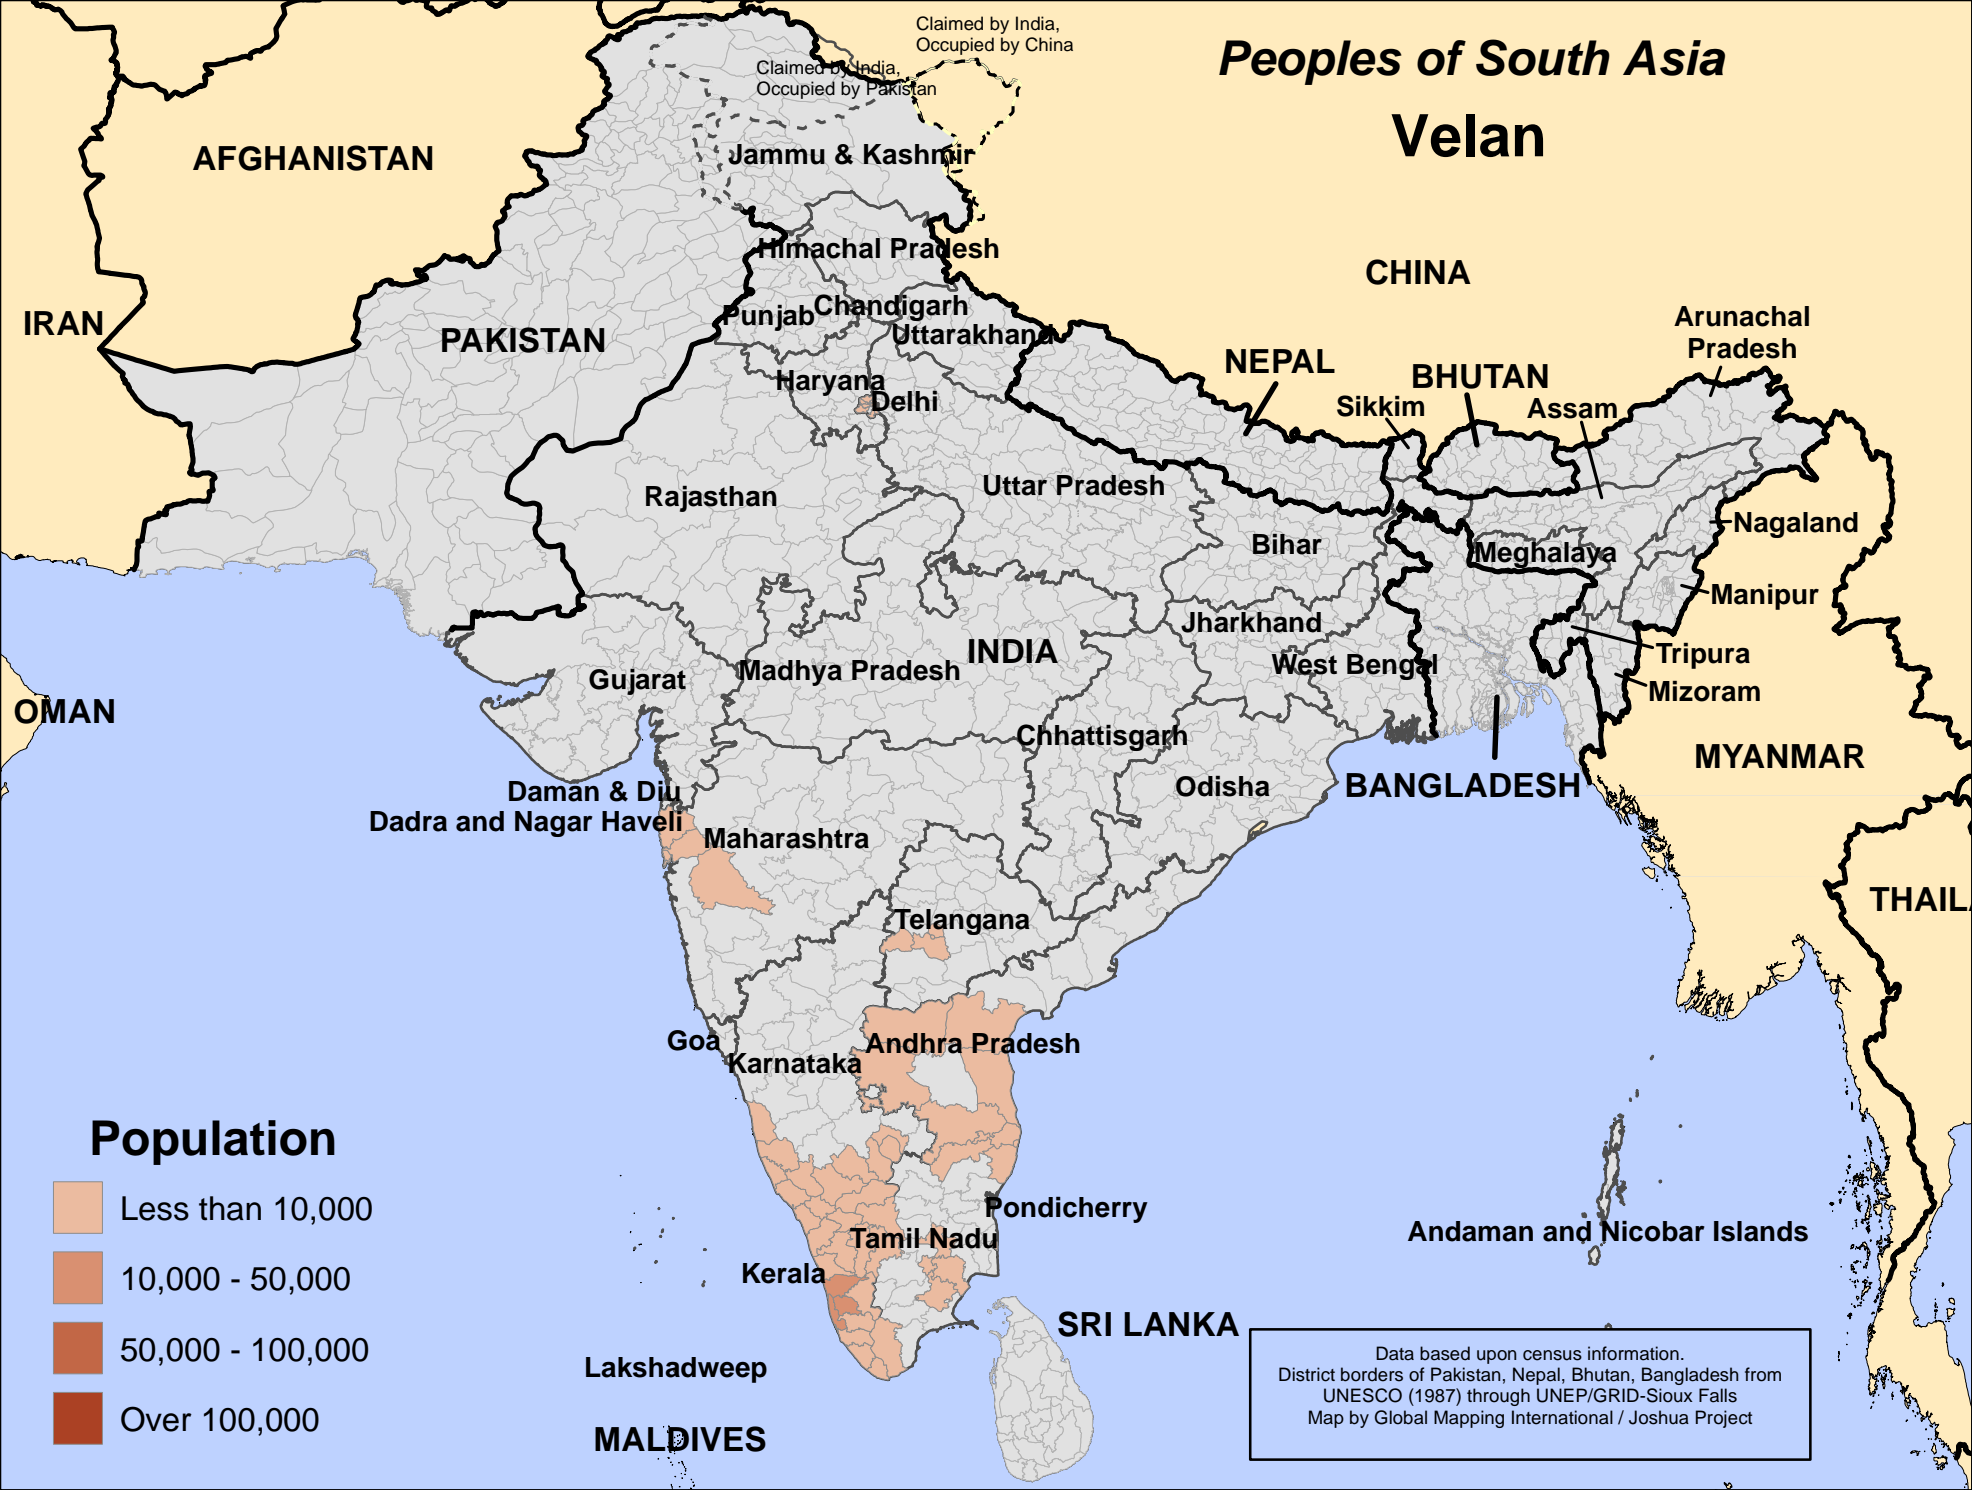 Claimed by India,
Occupied by China
Peoples of South Asia
Claimed by India,
Occupied by Pakistan
Velan
AFGHANISTAN
Jammu & Kashmir
Himachal Pradesh
CHINA
IRAN
PAKISTAN
Punjab
Chandigarh
Uttarakhand
Arunachal
Pradesh
NEPAL
BHUTAN
Haryana
Delhi
Sikkim
Assam
Rajasthan
Uttar Pradesh
Nagaland
Bihar
Meghalaya
Manipur
Jharkhand
INDIA
Tripura
West Bengal
Madhya Pradesh
Gujarat
Mizoram
OMAN
Chhattisgarh
MYANMAR
Odisha
BANGLADESH
Daman & Diu
Dadra and Nagar Haveli
Maharashtra
THAILA
Telangana
Goa
Andhra Pradesh
Karnataka
Population
Less than 10,000
10,000 - 50,000
50,000 - 100,000
Over 100,000
Pondicherry
Tamil Nadu
Andaman and Nicobar Islands
Kerala
SRI LANKA
Lakshadweep
MALDIVES
Data based upon census information.
District borders of Pakistan, Nepal, Bhutan, Bangladesh from
UNESCO (1987) through UNEP/GRID-Sioux Falls
Map by Global Mapping International / Joshua Project